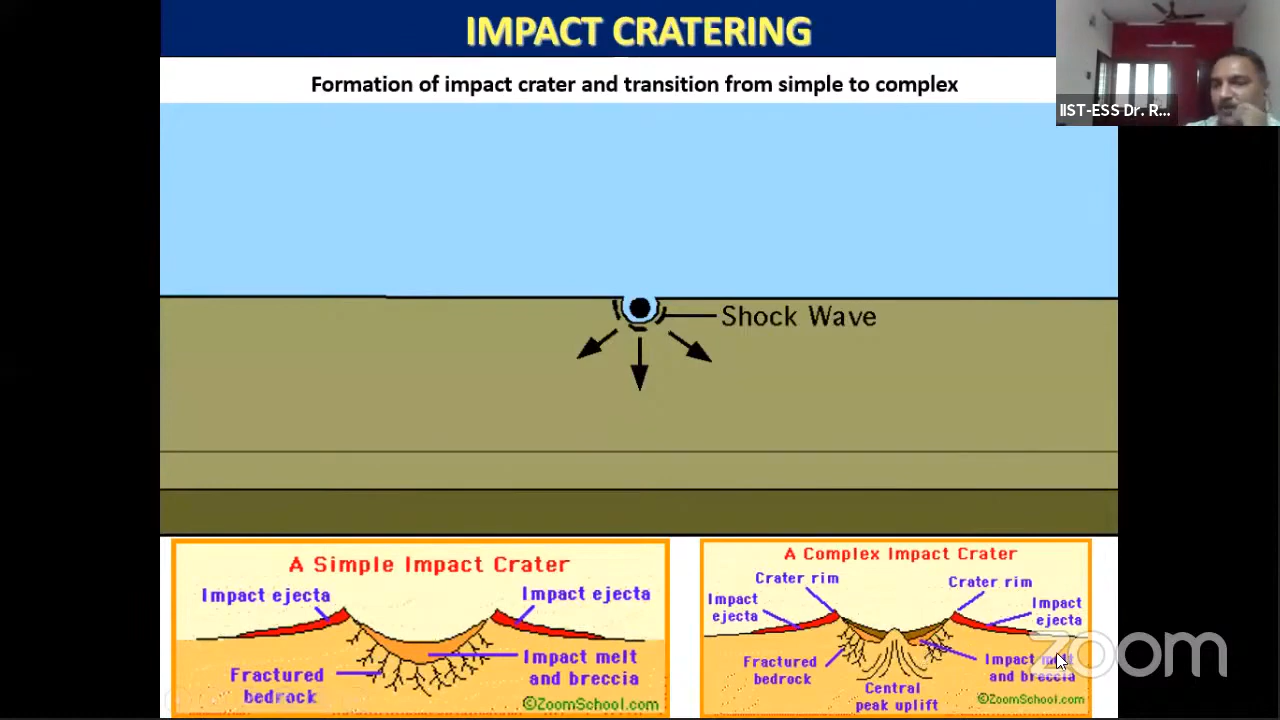 IMPACT CRATERING
Formation of impact crater and transition from simple to complex
IIST-ESS Dr. R...
Shock Wave
A Simple Impact Crater
Impact ejecta
Impact ejecta
Impact melt
and breccia
Fractured
bedrock
©ZoomSchool.com
A Complex Impact Crater
Crater rim
Crater rim
Impact
ejecta
Impact
ejecta
Fractured
bedrock
Impact melt
and breccia
Central
peak uplift
©ZoomSchool.com
zoom